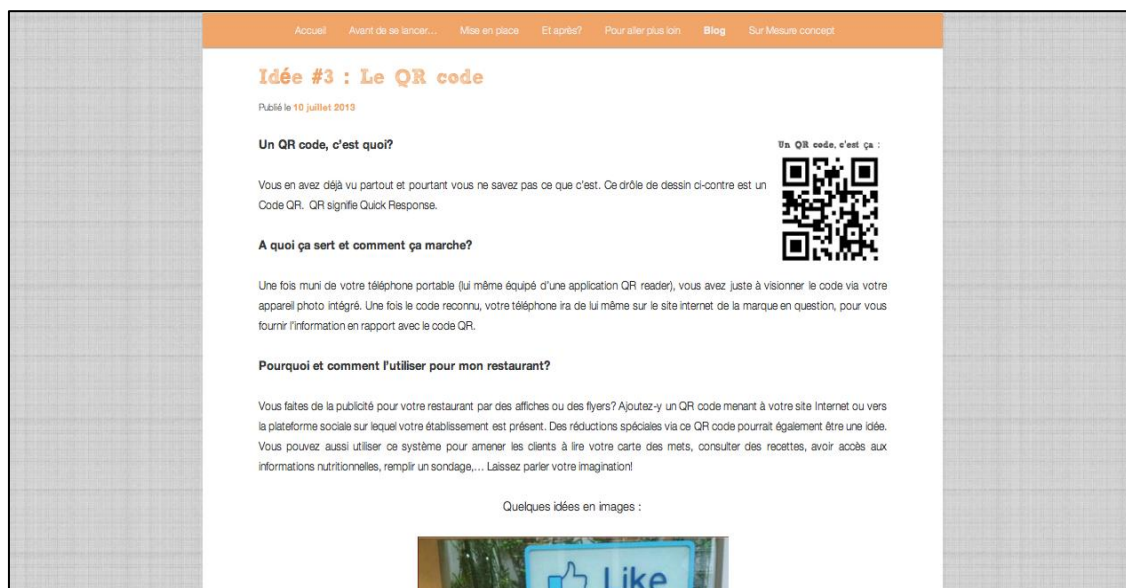 Accueil Avant de se lancer... Mise en place Et après? Pour aller plus loin Blog Sur Mesure concept
Idée #3 : Le QR code
Publié le 10 juillet 2013
Un QR code, c'est quoi?
Un QR code, c'est ça :
Vous en avez déjà vu partout et pourtant vous ne savez pas ce que c'est. Ce drôle de dessin ci-contre est un
Code QR. QR signifie Quick Response.
A quoi ça sert et comment ça marche?
Une fois muni de votre téléphone portable (lui même équipé d'une application QR reader), vous avez juste à visionner le code via votre
appareil photo intégré. Une fois le code reconnu, votre téléphone ira de lui même sur le site internet de la marque en question, pour vous
fournir l'information en rapport avec le code QR.
Pourquoi et comment l'utiliser pour mon restaurant?
Vous faites de la publicité pour votre restaurant par des affiches ou des flyers? Ajoutez-y un QR code menant à votre site Internet ou vers
la plateforme sociale sur lequel votre établissement est présent. Des réductions spéciales via ce QR code pourrait également être une idée.
Vous pouvez aussi utiliser ce système pour amener les clients à lire votre carte des mets, consulter des recettes, avoir accès aux
informations nutritionnelles, remplir un sondage,... Laissez parler votre imagination!
Quelques idées en images :
Like